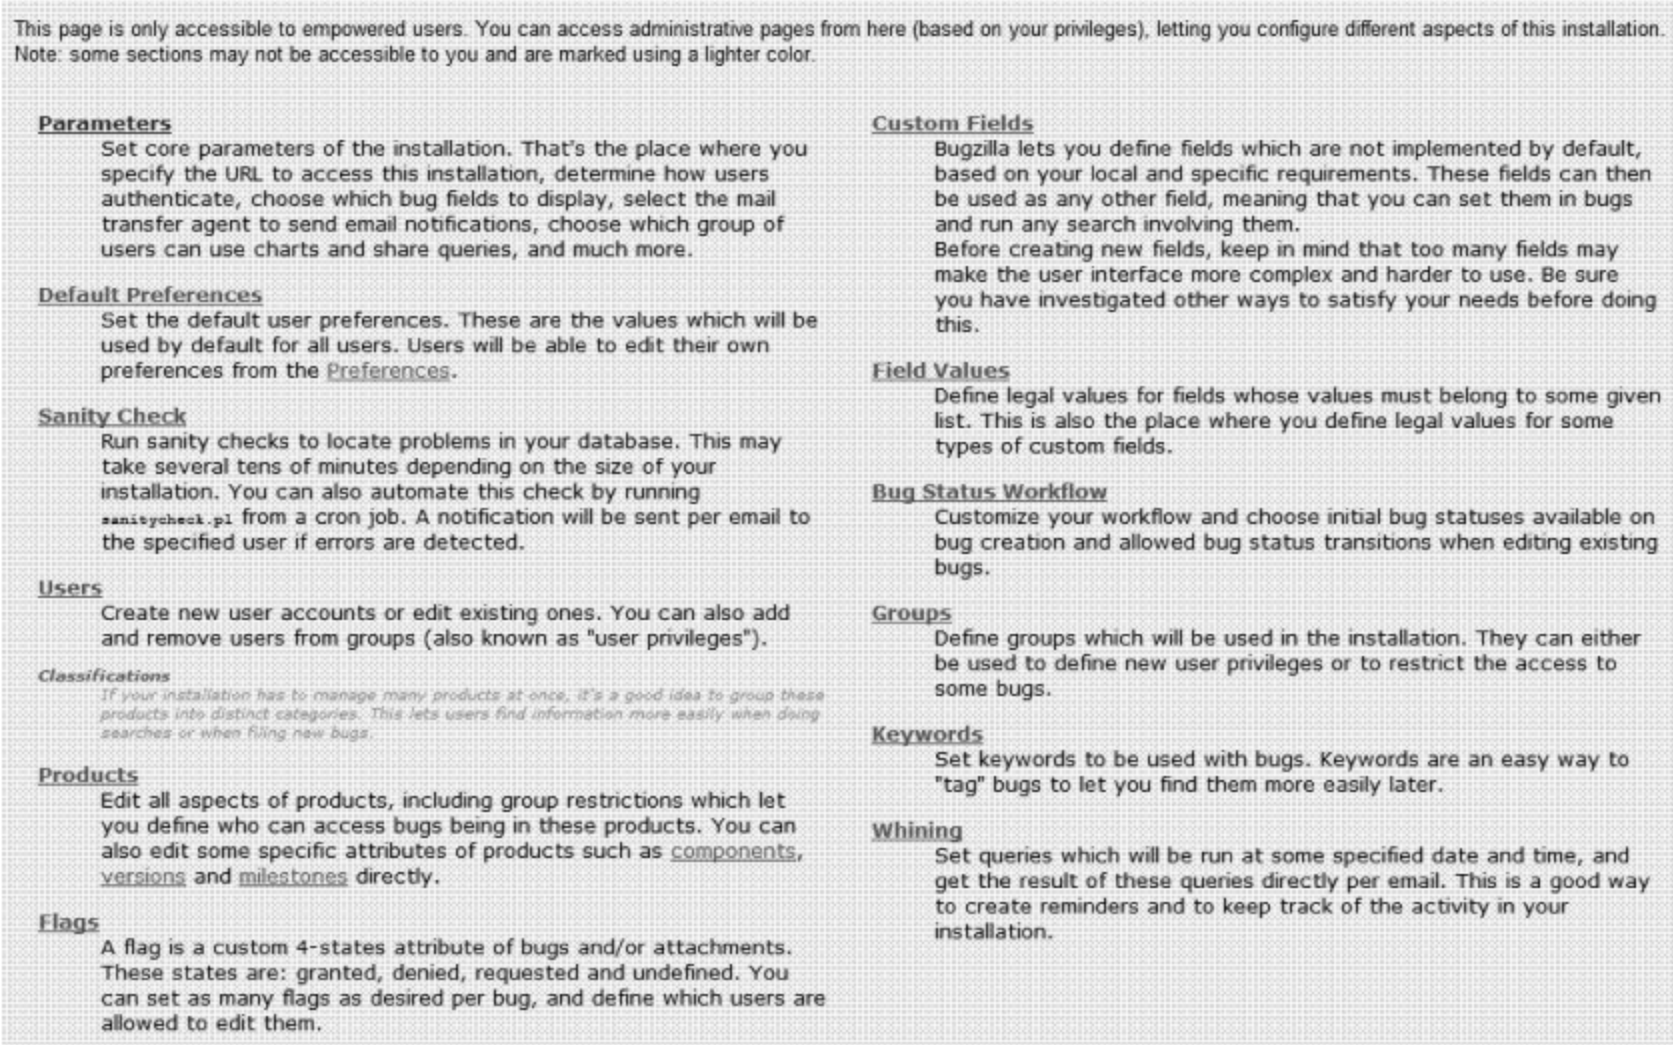 This page is only accessible to empowered users. You can access administrative pages from here (based on your privileges), letting you configure different aspects of this installation.
Note: some sections may not be accessible to you and are marked using a lighter color.
Parameters
Set core parameters of the installation. That's the place where you
specify the URL to access this installation, determine how users
authenticate, choose which bug fields to display, select the mail
transfer agent to send email notifications, choose which group of
users can use charts and share queries, and much more.
Default Preferences
Set the default user preferences. These are the values which will be
used by default for all users. Users will be able to edit their own
preferences from the Preferences.
Sanity Check
Run sanity checks to locate problems in your database. This may
take several tens of minutes depending on the size of your
installation. You can also automate this check by running
sanitycheck.pl from a cron job. A notification will be sent per email to
the specified user if errors are detected.
Users
Create new user accounts or edit existing ones. You can also add
and remove users from groups (also known as "user privileges").
Classifications
If your installation has to manage many products at once, it's a good idea to group these
products into distinct categories. This lets users find information more easily when doing
searches or when filing new bugs.
Products
Edit all aspects of products, including group restrictions which let
you define who can access bugs being in these products. You can
also edit some specific attributes of products such as components,
versions and milestones directly.
Flags
A flag is a custom 4-states attribute of bugs and/or attachments.
These states are: granted, denied, requested and undefined. You
can set as many flags as desired per bug, and define which users are
allowed to edit them.
Custom Fields
Bugzilla lets you define fields which are not implemented by default,
based on your local and specific requirements. These fields can then
be used as any other field, meaning that you can set them in bugs
and run any search involving them.
Before creating new fields, keep in mind that too many fields may
make the user interface more complex and harder to use. Be sure
you have investigated other ways to satisfy your needs before doing
this.
Field Values
Define legal values for fields whose values must belong to some given
list. This is also the place where you define legal values for some
types of custom fields.
Bug Status Workflow
Customize your workflow and choose initial bug statuses available on
bug creation and allowed bug status transitions when editing existing
bugs.
Groups
Define groups which will be used in the installation. They can either
be used to define new user privileges or to restrict the access to
some bugs.
Keywords
Set keywords to be used with bugs. Keywords are an easy way to
"tag" bugs to let you find them more easily later.
Whining
Set queries which will be run at some specified date and time, and
get the result of these queries directly per email. This is a good way
to create reminders and to keep track of the activity in your
installation.